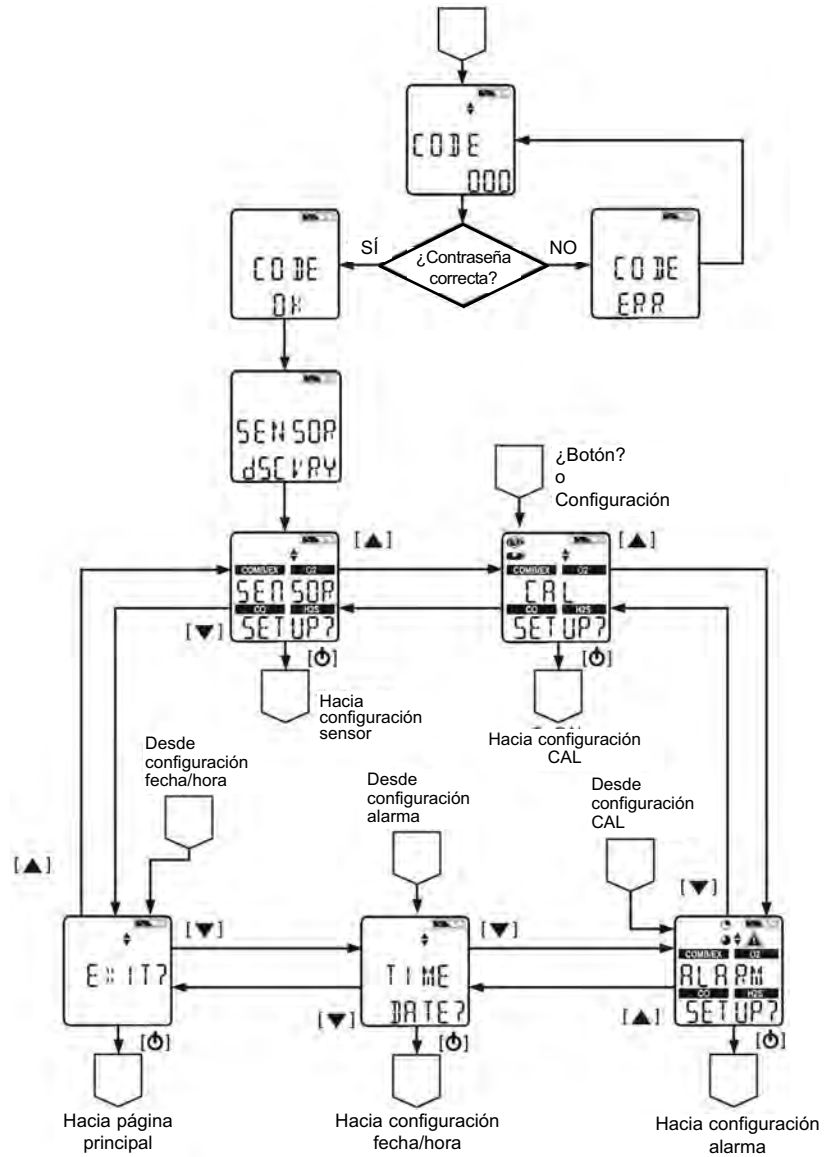 CODE
000
SÍ
¿Contraseña
correcta?
NO
CODE
OK
CODE
ERR
SENSOR
dSCVRY
¿Botón?
o
Configuración
[▲]
[▲]
COMB/EX O2
SENSOR
CO H2S
SETUP?
COMB/EX O2
CAL
CO H2S
SETUP?
[▼]
[⏻]
[⏻]
Hacia
configuración
sensor
Hacia configuración
CAL
Desde
configuración
fecha/hora
Desde
configuración
alarma
Desde
configuración
CAL
[▲]
[▼]
[▼]
[▼]
EXIT?
TIME
DATE?
COMB/EX O2
ALARM
CO H2S
SETUP?
[▼]
[▲]
[⏻]
[⏻]
[⏻]
Hacia página
principal
Hacia configuración
fecha/hora
Hacia configuración
alarma